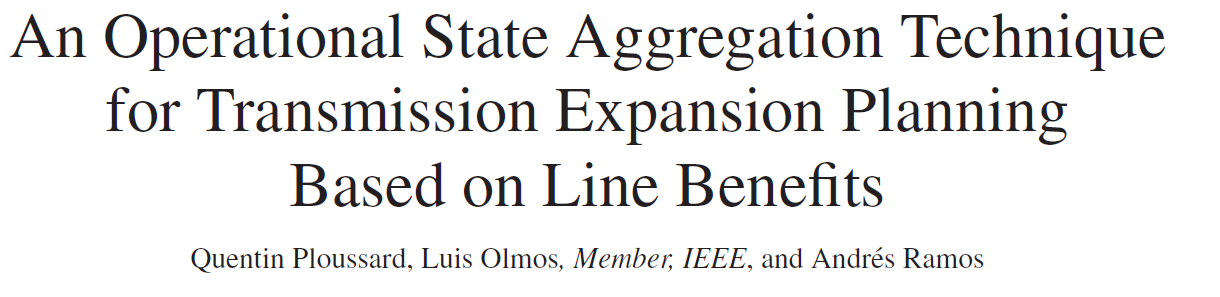 An Operational State Aggregation Technique
for Transmission Expansion Planning
Based on Line Benefits
Quentin Ploussard, Luis Olmos, Member, IEEE, and Andrés Ramos